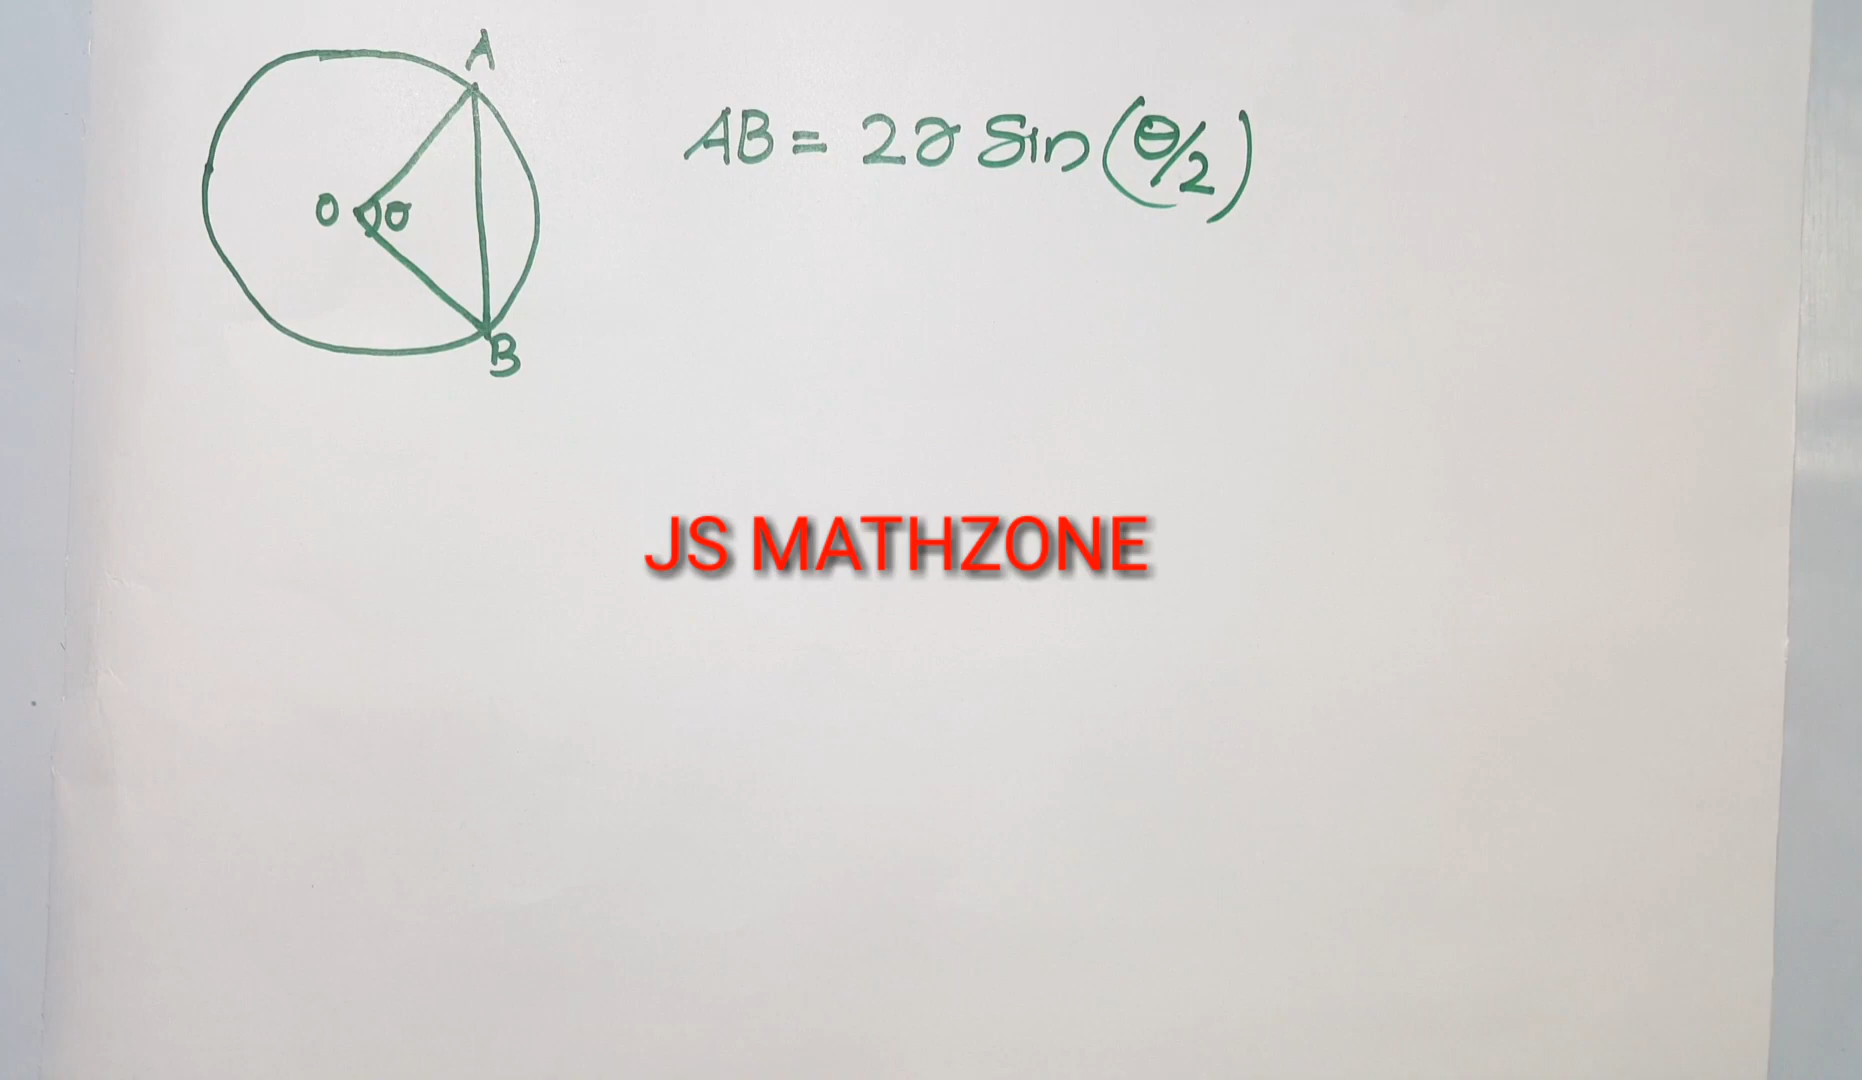 A
AB = 2r Sin(θ/2)
O θ
B
JS MATHZONE